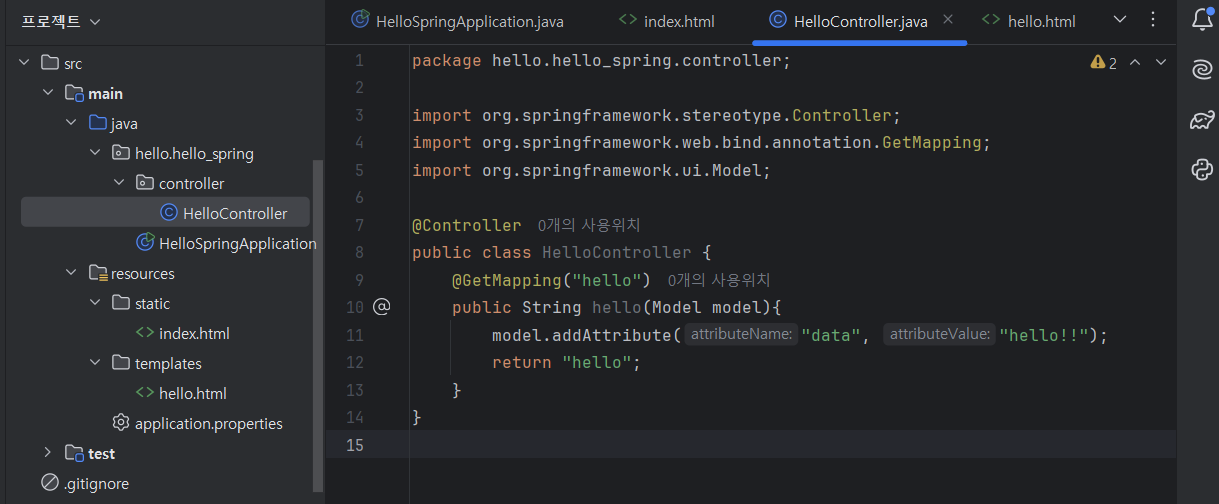 프로젝트
src
main
java
hello.hello_spring
controller
HelloController
HelloSpringApplication
resources
static
index.html
templates
hello.html
application.properties
test
.gitignore
HelloSpringApplication.java index.html HelloController.java hello.html
2
1 package hello.hello_spring.controller;
2
3 import org.springframework.stereotype.Controller;
4 import org.springframework.web.bind.annotation.GetMapping;
5 import org.springframework.ui.Model;
6
7 @Controller 0개의 사용위치
8 public class HelloController {
9 @GetMapping("hello") 0개의 사용위치
10 public String hello(Model model){
11 model.addAttribute( attributeName: "data", attributeValue: "hello!!");
12 return "hello";
13 }
14 }
15